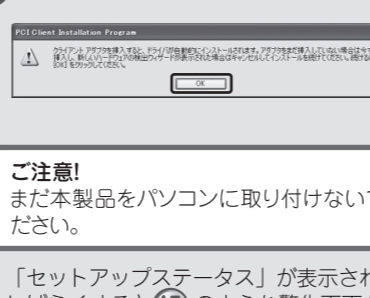 PCI Client Installation Program
クライアント アダプタを挿入すると、ドライバが自動的にインストールされます。アダプタをまだ挿入していない場合は今す
挿入し、新しいハードウェアの検出ウィザードが表示された場合はキャンセルしてインストールを続けてください。続ける
[OK] をクリックしてください。
OK
ご注意!
まだ本製品をパソコンに取り付けないで
ださい。
「セットアップステータス」が表示され